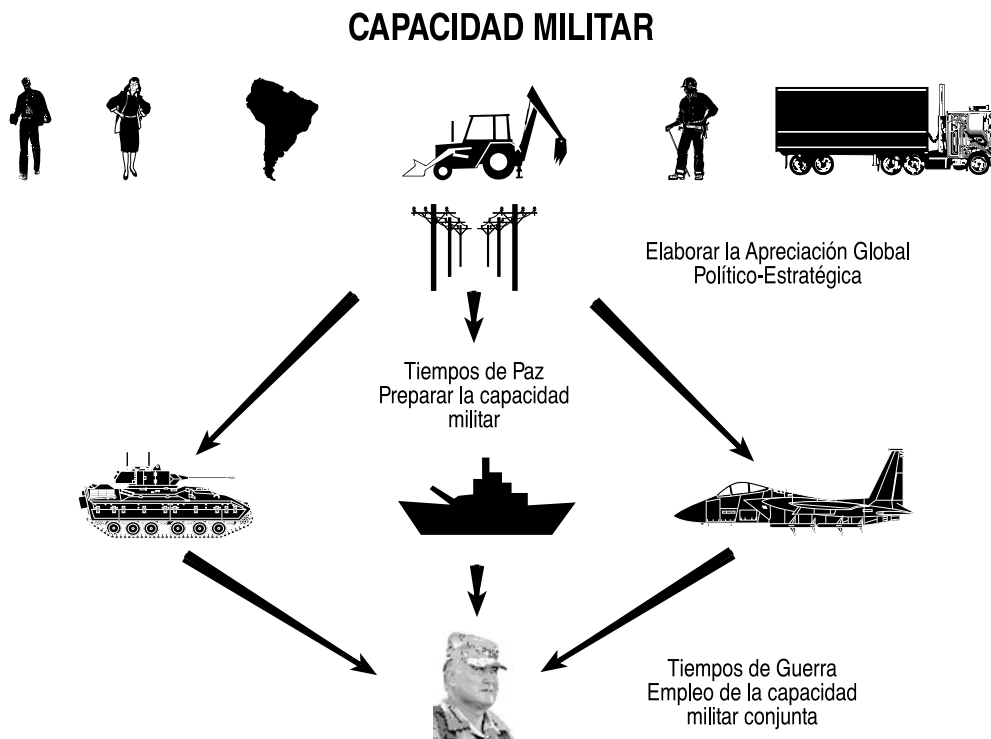 CAPACIDAD MILITAR
Elaborar la Apreciación Global
Político-Estratégica
Tiempos de Paz
Preparar la capacidad
militar
Tiempos de Guerra
Empleo de la capacidad
militar conjunta